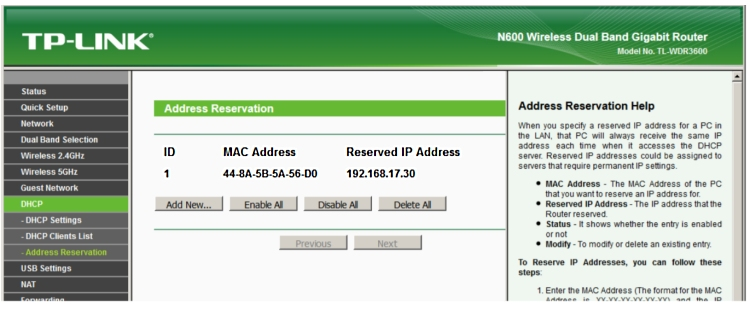 TP-LINK®
N600 Wireless Dual Band Gigabit Router
Model No. TL-WDR3600
Status
Quick Setup
Network
Dual Band Selection
Wireless 2.4GHz
Wireless 5GHz
Guest Network
DHCP
- DHCP Settings
- DHCP Clients List
- Address Reservation
USB Settings
NAT
Forwarding
Address Reservation
ID MAC Address Reserved IP Address
1 44-8A-5B-5A-56-D0 192.168.17.30
Add New... Enable All Disable All Delete All
Previous Next
Address Reservation Help
When you specify a reserved IP address for a PC in
the LAN, that PC will always receive the same IP
address each time when it accesses the DHCP
server. Reserved IP addresses could be assigned to
servers that require permanent IP settings.
• MAC Address - The MAC Address of the PC
that you want to reserve an IP address for.
• Reserved IP Address - The IP address that the
Router reserved.
• Status - It shows whether the entry is enabled
or not
• Modify - To modify or delete an existing entry.
To Reserve IP Addresses, you can follow these
steps:
1. Enter the MAC Address (The format for the MAC
Address is XX-XX-XX-XX-XX-XX) and the IP